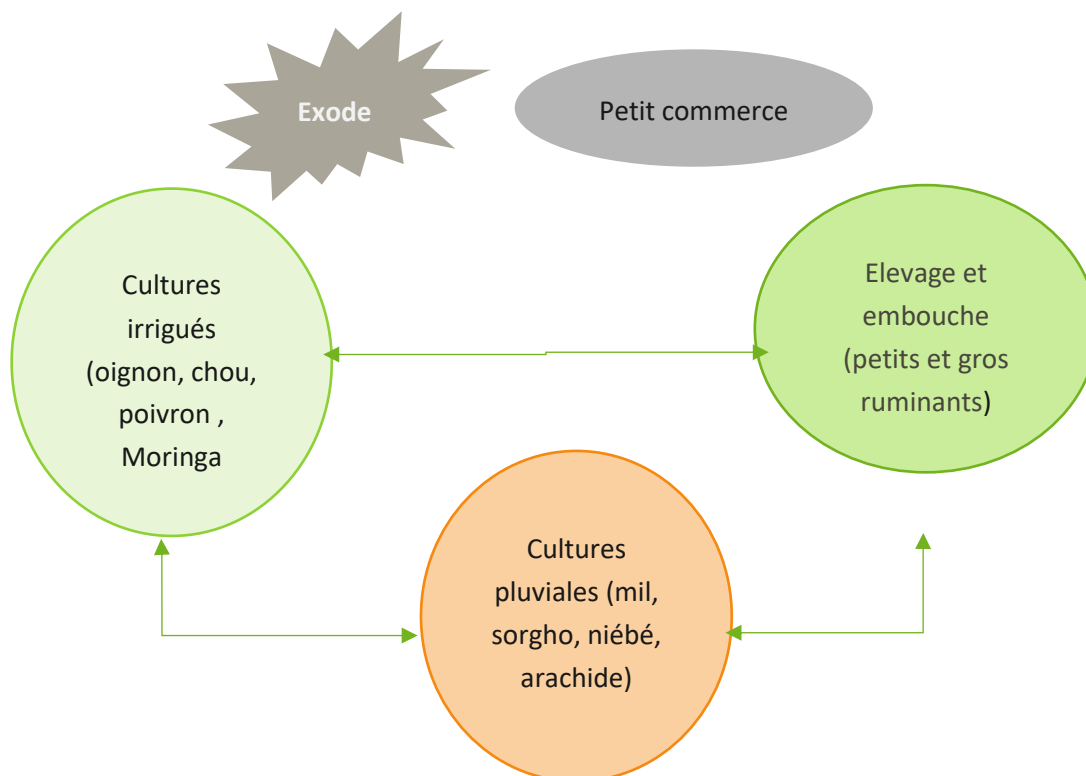 Exode
Petit commerce
Cultures
irrigués
(oignon, chou,
poivron ,
Moringa
Elevage et
embouche
(petits et gros
ruminants)
Cultures
pluviales (mil,
sorgho, niébé,
arachide)